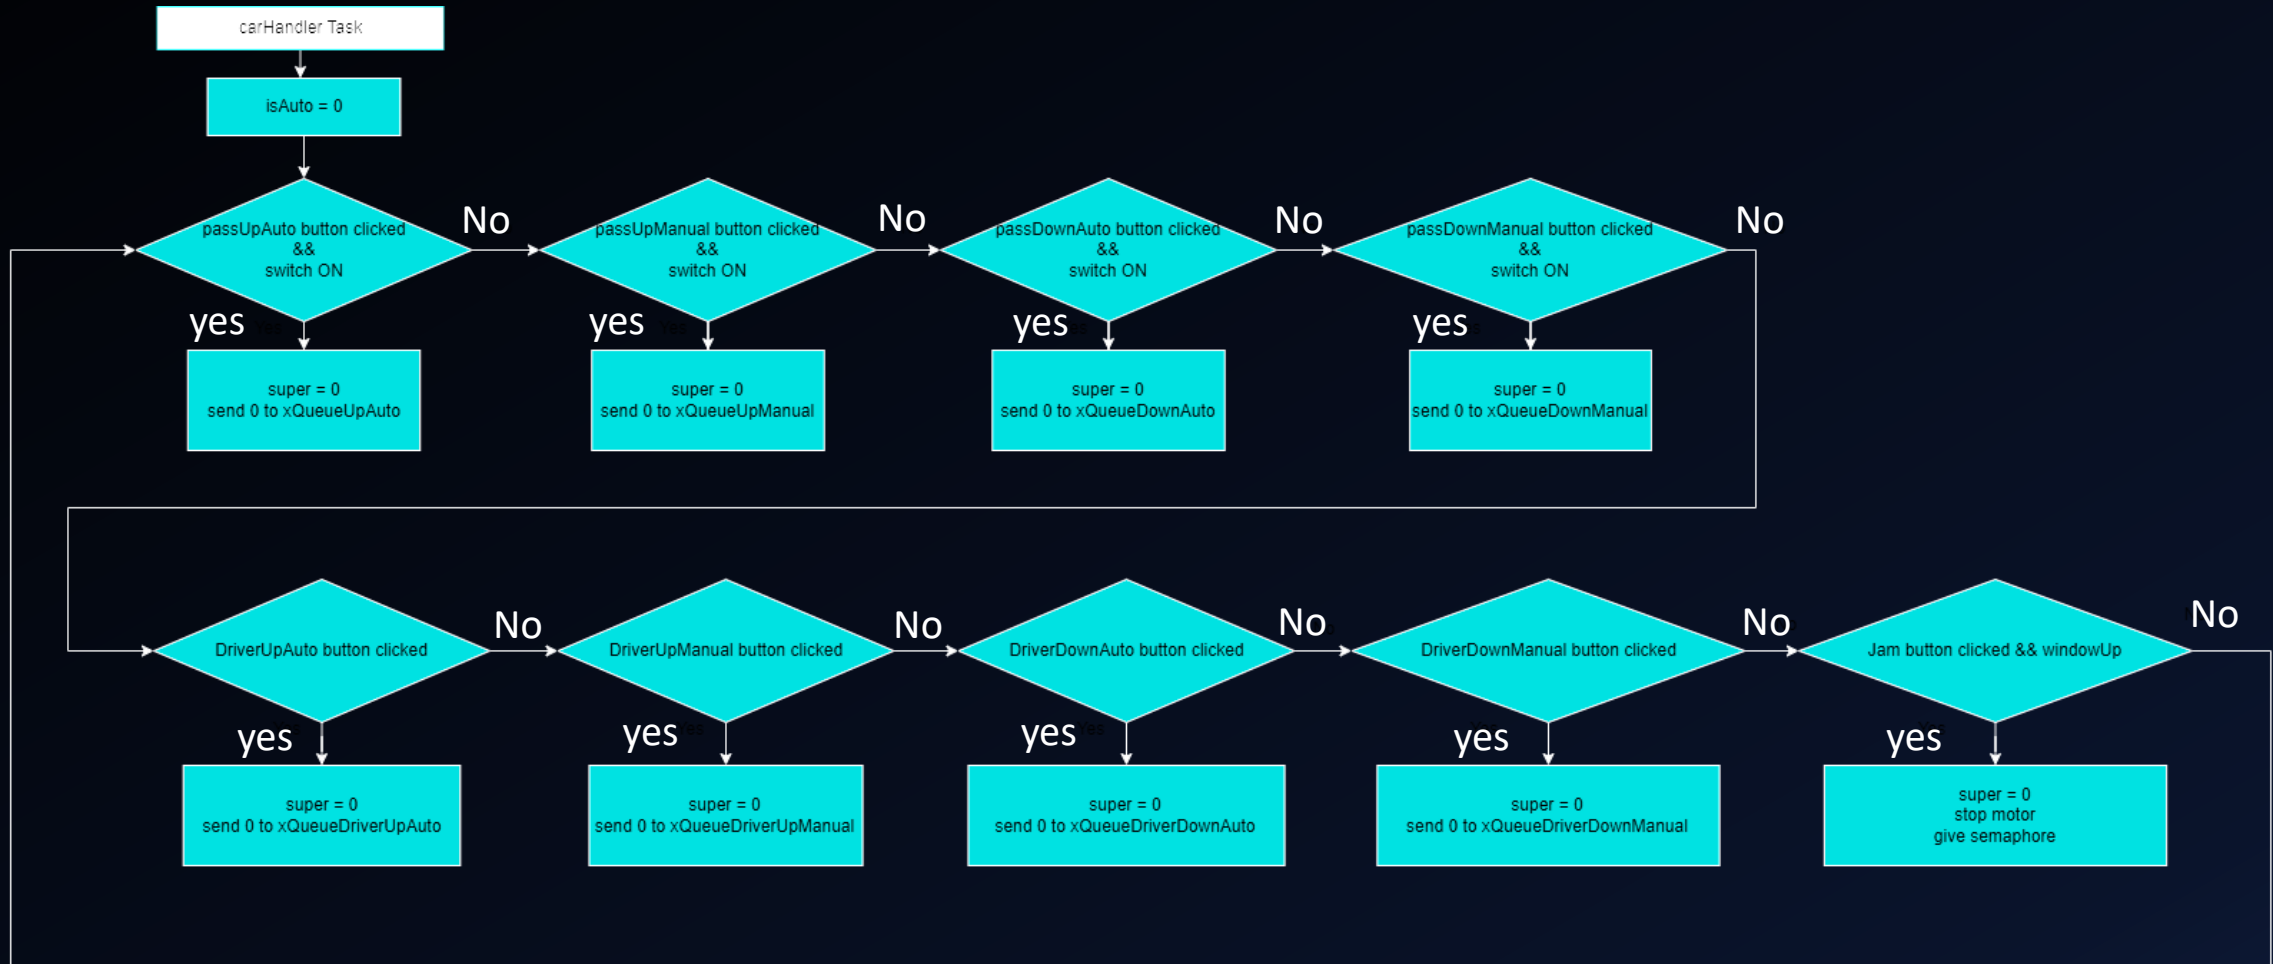 carHandler Task
isAuto = 0
passUpAuto button clicked
&&
switch ON
No
passUpManual button clicked
&&
switch ON
No
passDownAuto button clicked
&&
switch ON
No
passDownManual button clicked
&&
switch ON
No
yes
Yes
super = 0
send 0 to xQueueUpAuto
yes
Yes
super = 0
send 0 to xQueueUpManual
yes
super = 0
send 0 to xQueueDownAuto
yes
super = 0
send 0 to xQueueDownManual
DriverUpAuto button clicked
No
DriverUpManual button clicked
No
DriverDownAuto button clicked
No
DriverDownManual button clicked
No
Jam button clicked && windowUp
No
yes
super = 0
send 0 to xQueueDriverUpAuto
yes
super = 0
send 0 to xQueueDriverUpManual
yes
Yes
super = 0
send 0 to xQueueDriverDownAuto
yes
Yes
super = 0
send 0 to xQueueDriverDownManual
yes
Yes
super = 0
stop motor
give semaphore